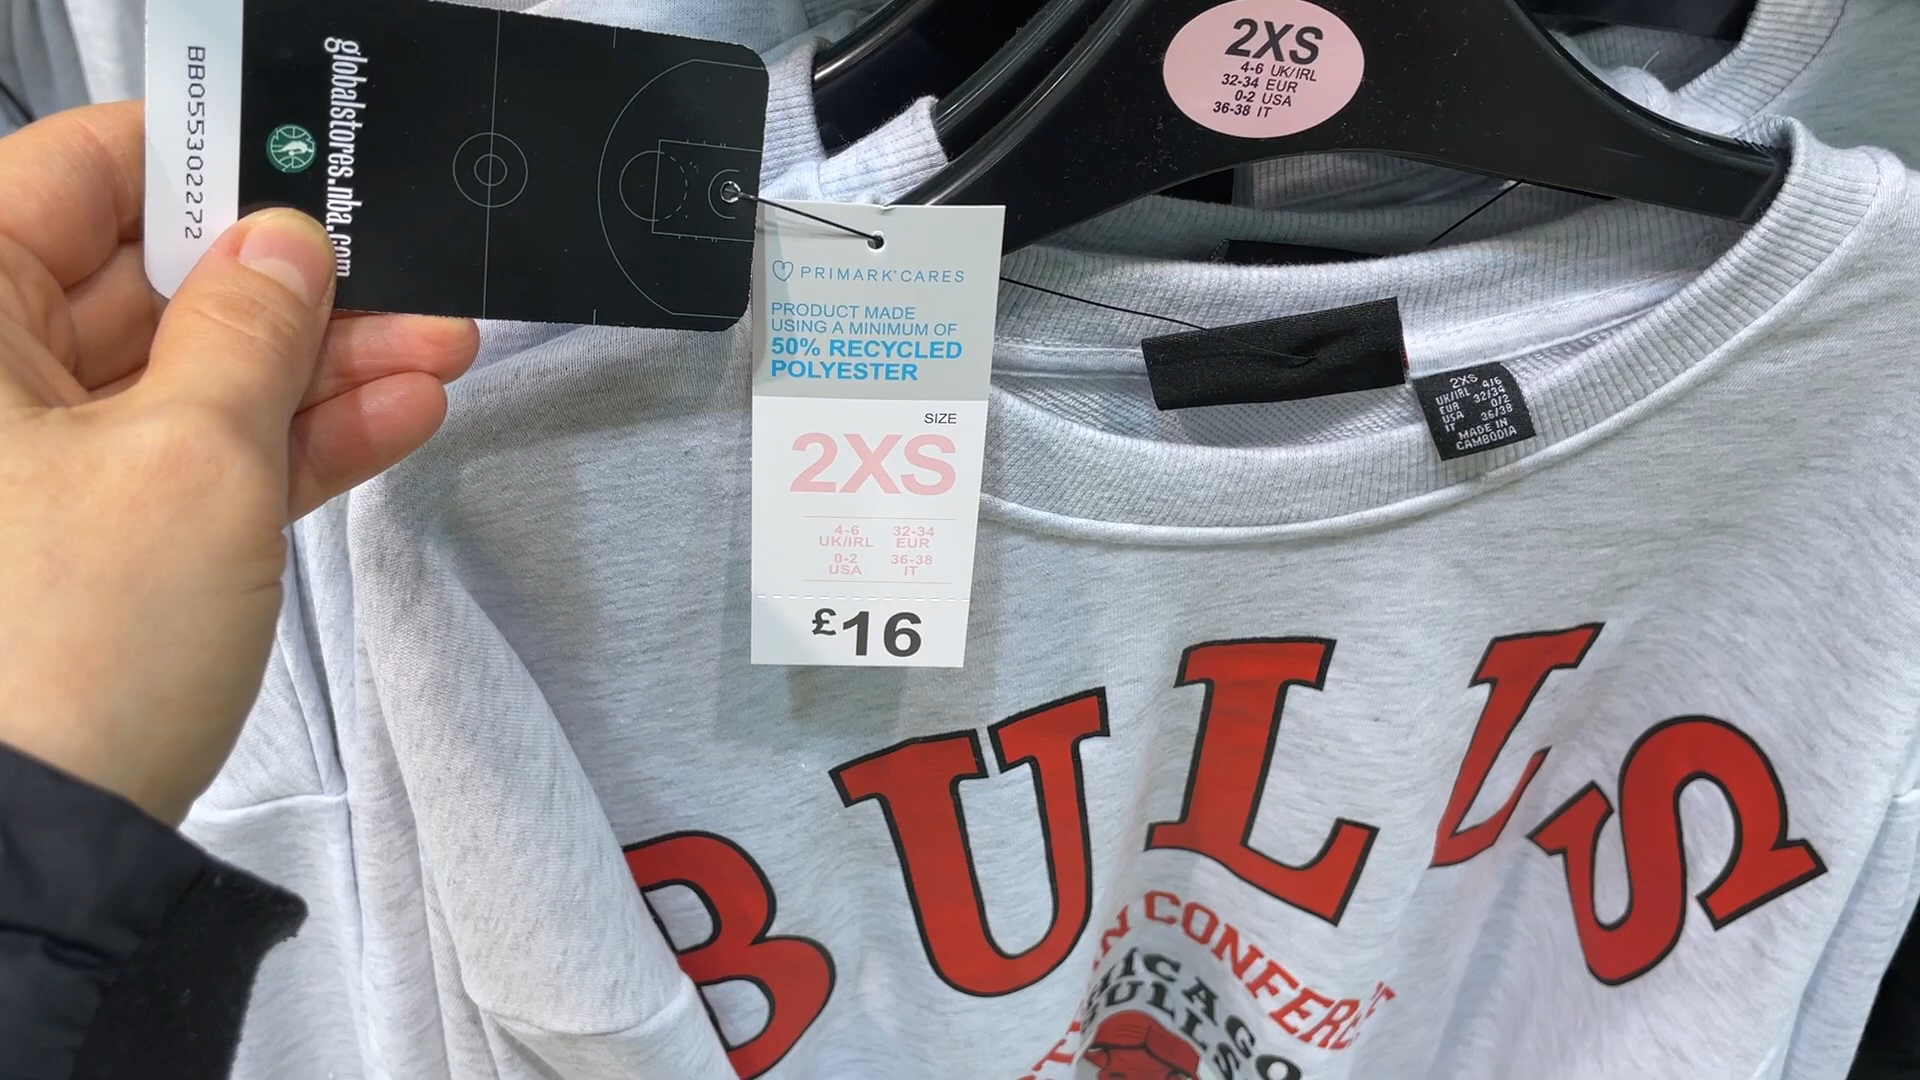 BB055302272
globalstores.nba.com
2XS
4-6 UK/IRL
32-34 EUR
0-2 USA
36-38 IT
PRIMARK CARES
PRODUCT MADE
USING A MINIMUM OF
50% RECYCLED
POLYESTER
SIZE
2XS
4-6 32-34
UK/IRL EUR
0-2 36-38
USA IT
£16
2XS
UK/IRL 4/6
EUR 32/34
USA 0/2
IT 36/38
MADE IN
CAMBODIA
BULLS
CONFERE
CHICAGO
BULLS